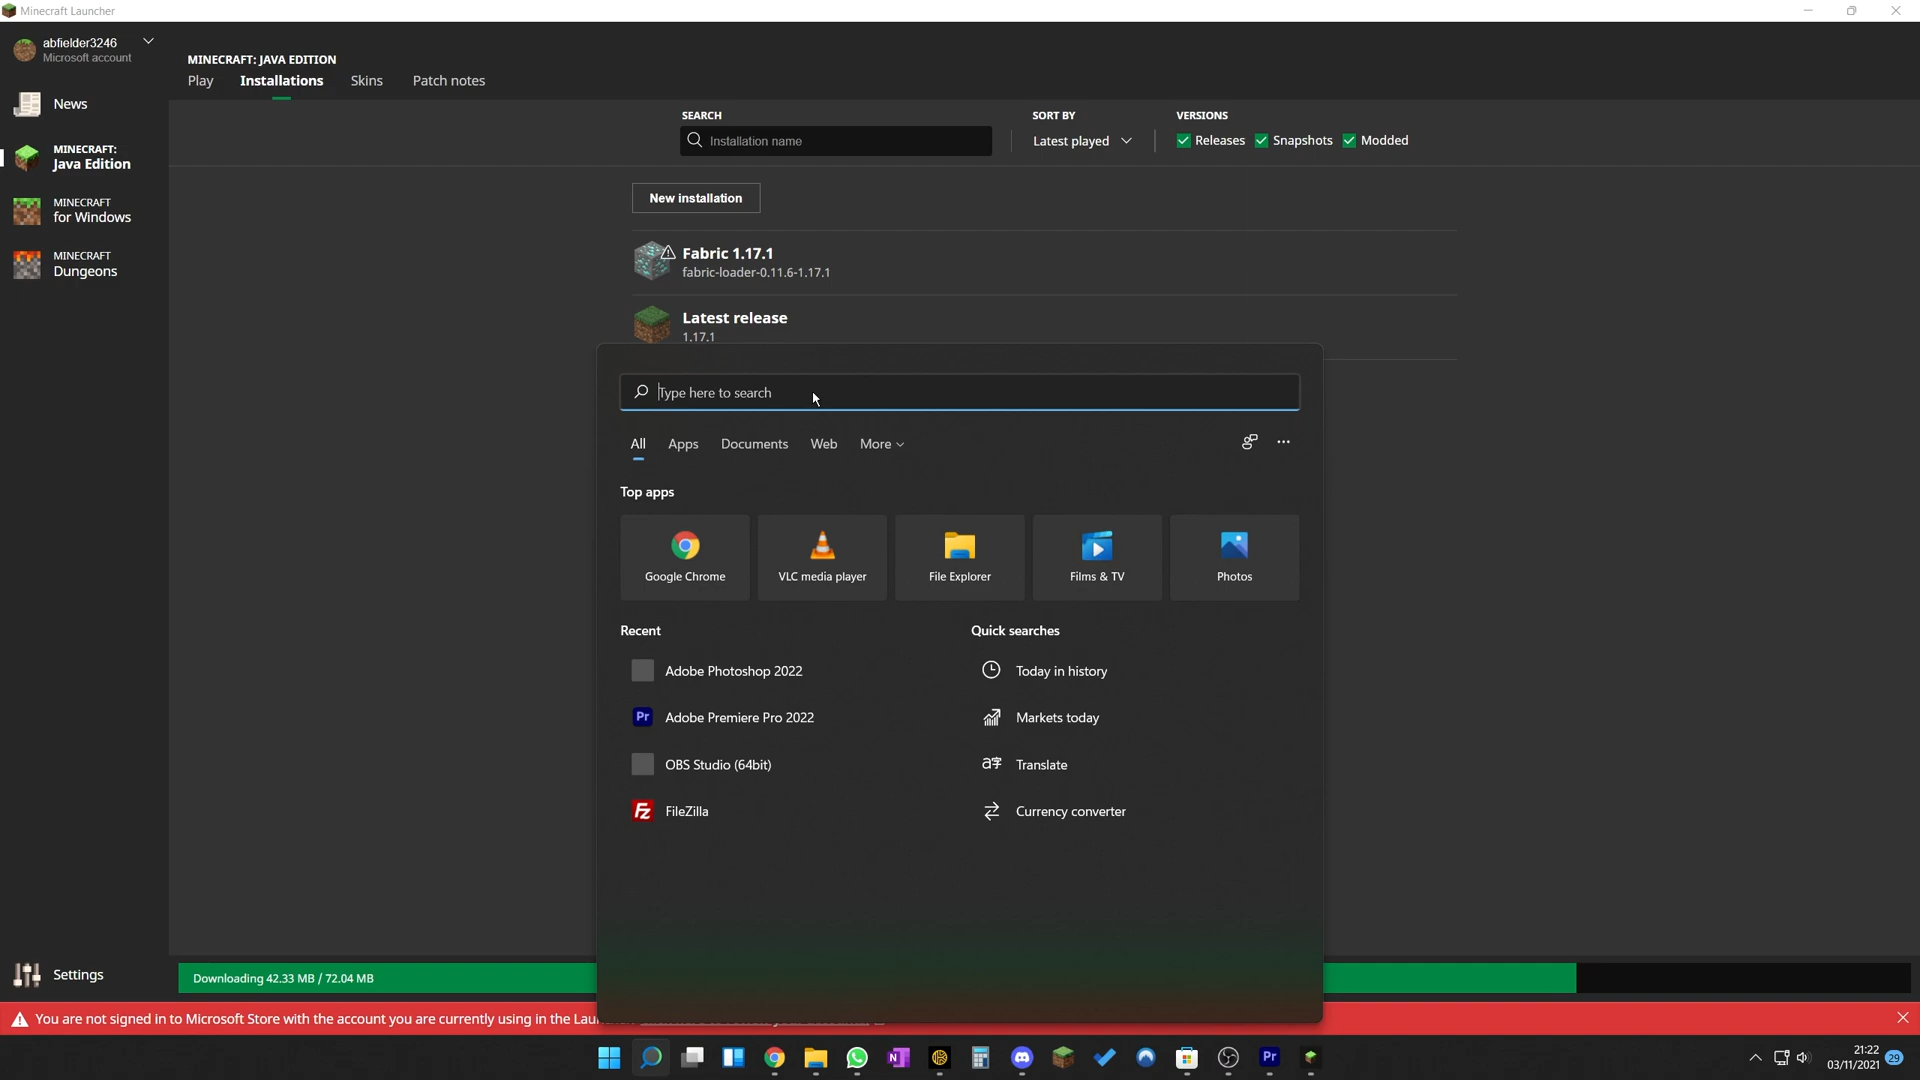 Minecraft Launcher
abfielder3246
Microsoft account
News
MINECRAFT:
Java Edition
MINECRAFT
for Windows
MINECRAFT
Dungeons
Settings
MINECRAFT: JAVA EDITION
Play Installations Skins Patch notes
SEARCH
Installation name
SORT BY
Latest played
VERSIONS
Releases Snapshots Modded
New installation
Fabric 1.17.1
fabric-loader-0.11.6-1.17.1
Latest release
1.17.1
Type here to search
All Apps Documents Web More
Top apps
Google Chrome
VLC media player
File Explorer
Films & TV
Photos
Recent
Adobe Photoshop 2022
Pr Adobe Premiere Pro 2022
OBS Studio (64bit)
Fz FileZilla
Quick searches
Today in history
Markets today
Translate
Currency converter
Downloading 42.33 MB / 72.04 MB
You are not signed in to Microsoft Store with the account you are currently using in the
N
Pr
21:22
03/11/2021
29